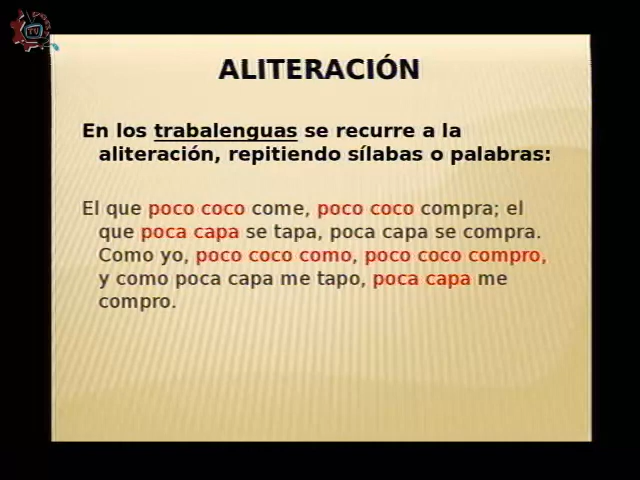 TV
ALITERACIÓN
En los trabalenguas se recurre a la
aliteración, repitiendo sílabas o palabras:
El que poco coco come, poco coco compra; el
que poca capa se tapa, poca capa se compra.
Como yo, poco coco como, poco coco compro,
y como poca capa me tapo, poca capa me
compro.